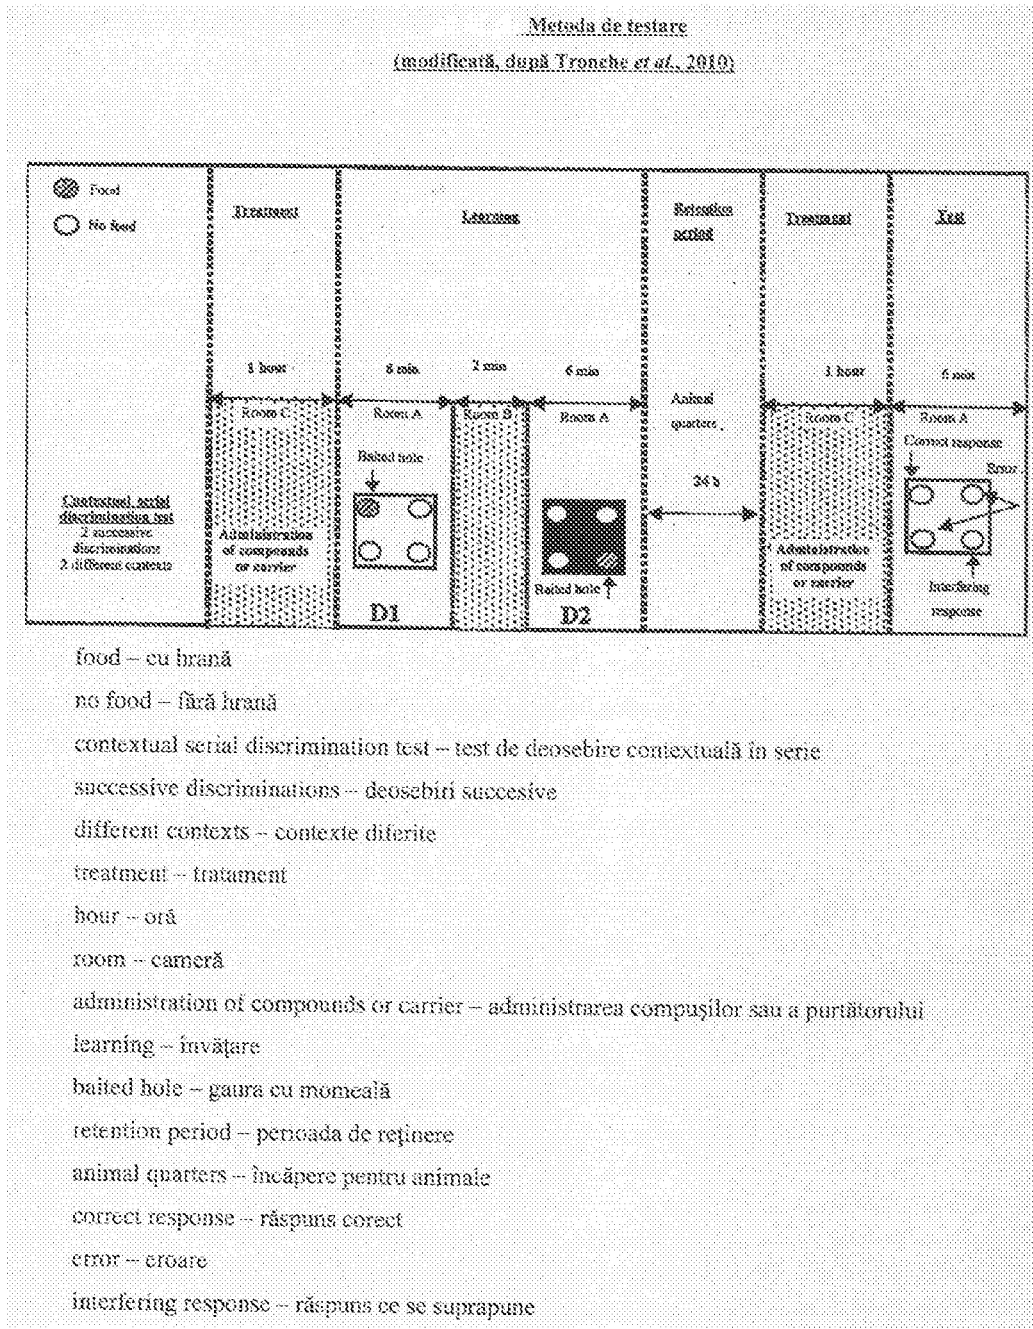 Metoda de testare
(modificată, după Tronche et al., 2010)
Food
No food
Treatment
Learning
Retention
period
Treatment
Test
1 hour
6 min
2 min
6 min
1 hour
6 min
Room C
Room A
Room B
Room A
Animal
quarters
Room C
Room A
Correct response
Error
Baited hole
24 h
Contextual serial
discrimination test
2 successive
discriminations
2 different contexts
Administration
of compounds
or carrier
Baited hole
Administration
of compounds
or carrier
Interfering
response
D1
D2
food – cu hrană
no food – fără hrană
contextual serial discrimination test – test de deosebire contextuală în serie
successive discriminations – deosebiri succesive
different contexts – contexte diferite
treatment – tratament
hour – oră
room – cameră
administration of compounds or carrier – administrarea compuşilor sau a purtătorului
learning – învăţare
baited hole – gaura cu momeală
retention period – perioada de reţinere
animal quarters – încăpere pentru animale
correct response – răspuns corect
error – eroare
interfering response – răspuns ce se suprapune